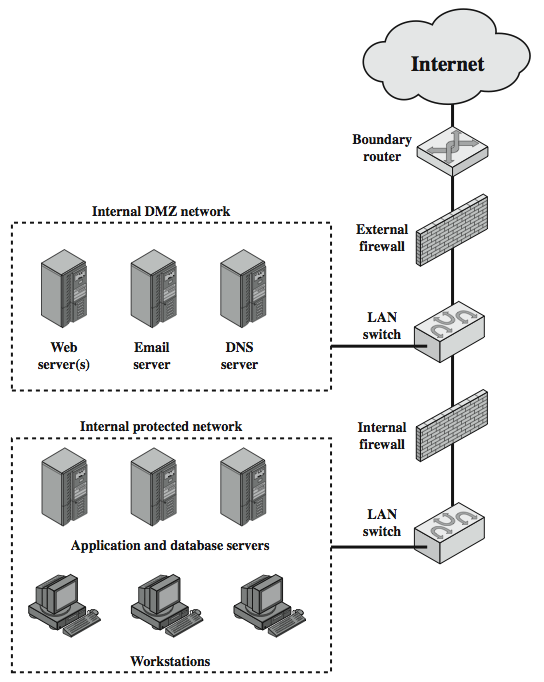 Internet
Boundary
router
Internal DMZ network
External
firewall
LAN
switch
Web
server(s)
Email
server
DNS
server
Internal protected network
Internal
firewall
LAN
switch
Application and database servers
Workstations